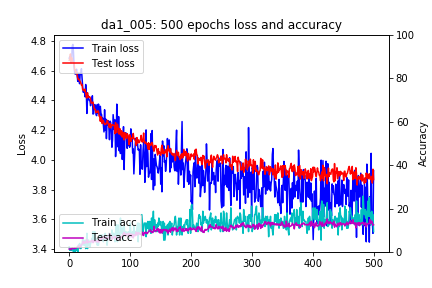 da1_005: 500 epochs loss and accuracy
Train loss
Test loss
Train acc
Test acc
Loss
4.8
4.6
4.4
4.2
4.0
3.8
3.6
3.4
0
100
200
300
400
500
100
80
60
40
20
0
Accuracy